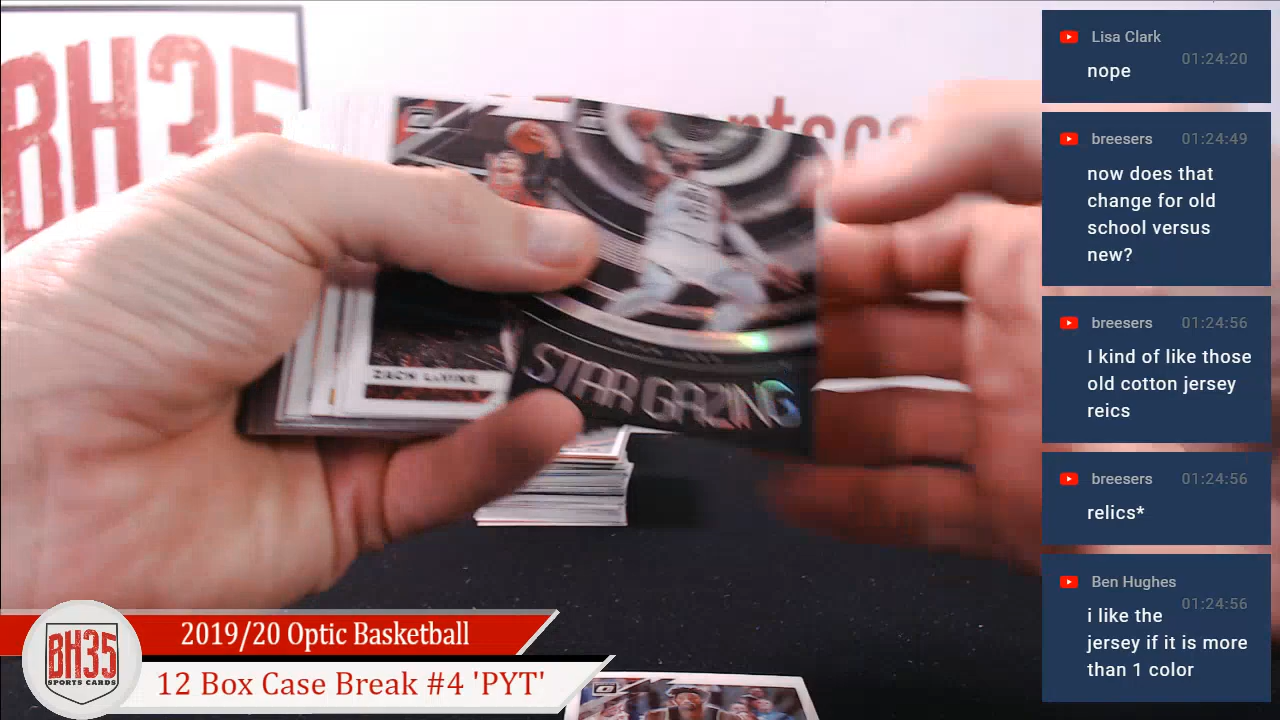 BH35
rtsca
ZACH LAVINE
STAR GAZING
BH35
SPORTS CARDS
2019/20 Optic Basketball
12 Box Case Break #4 'PYT'
Lisa Clark
01:24:20
nope
breesers 01:24:49
now does that
change for old
school versus
new?
breesers 01:24:56
I kind of like those
old cotton jersey
reics
breesers 01:24:56
relics*
Ben Hughes
01:24:56
i like the
jersey if it is more
than 1 color